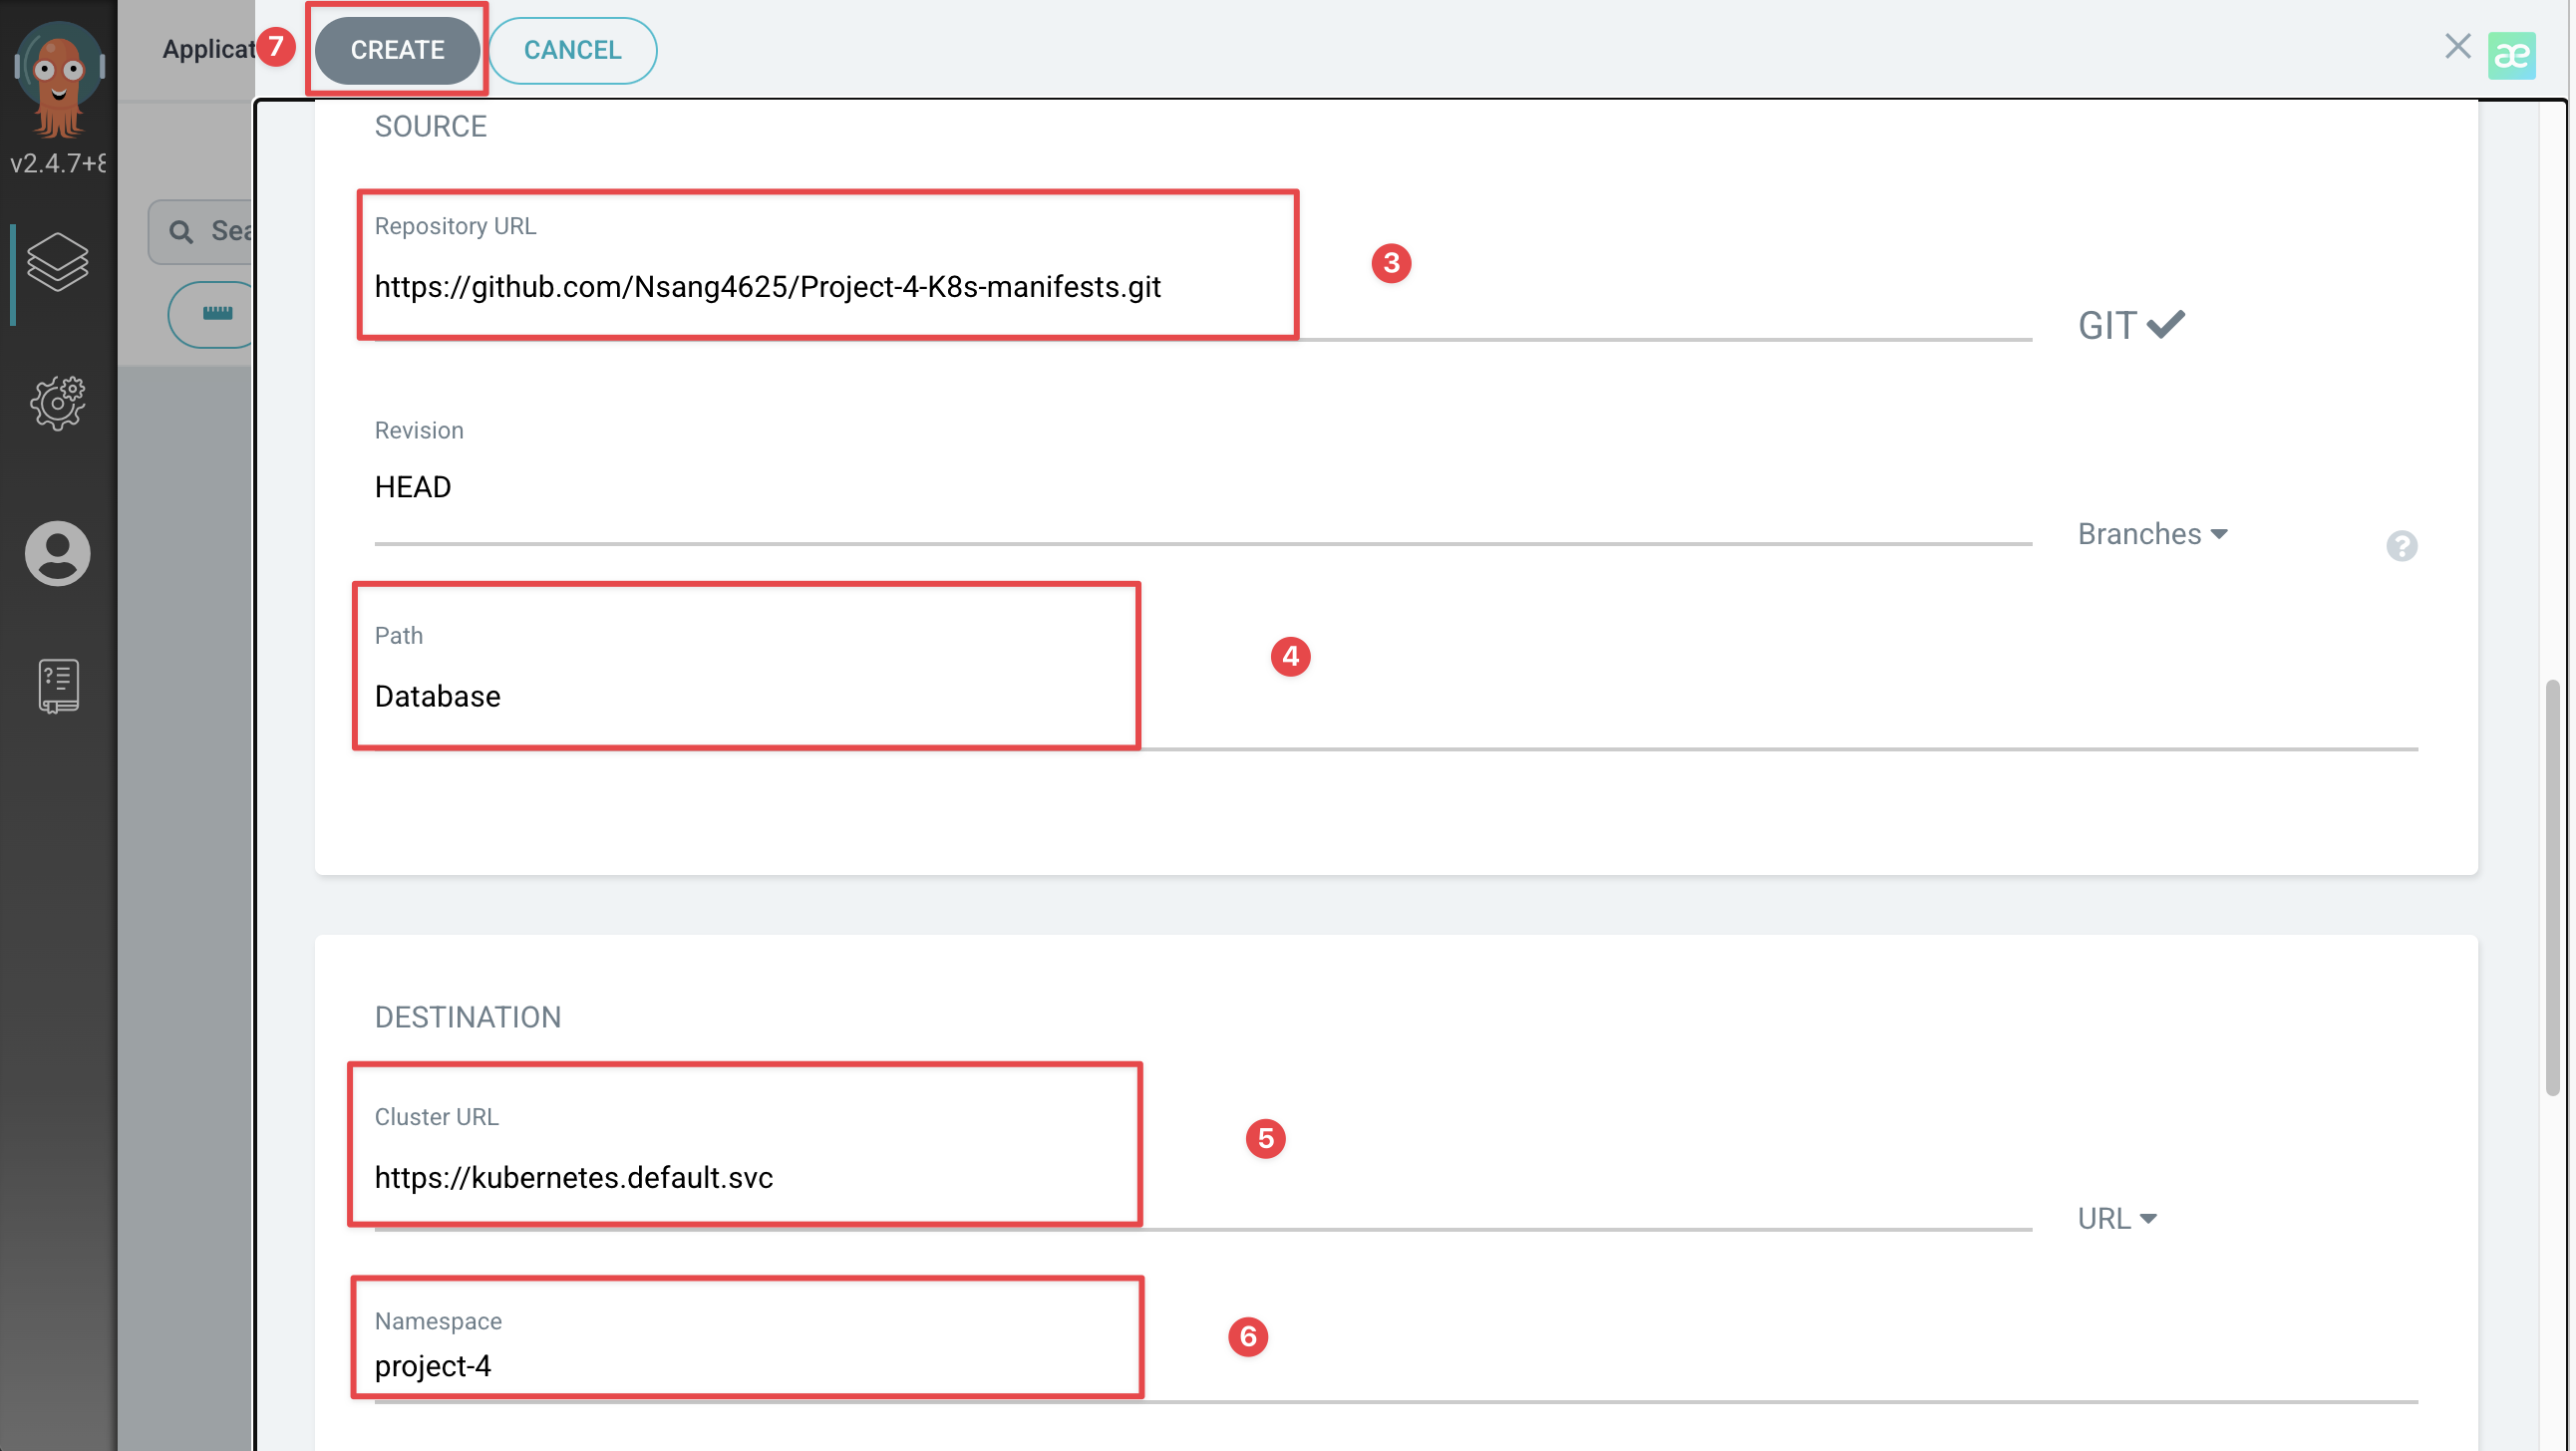 Applicat
7
CREATE
CANCEL
æ
v2.4.7+8
Sea
SOURCE
Repository URL
https://github.com/Nsang4625/Project-4-K8s-manifests.git
3
GIT
Revision
HEAD
Branches
?
Path
Database
4
DESTINATION
Cluster URL
https://kubernetes.default.svc
5
URL
Namespace
project-4
6